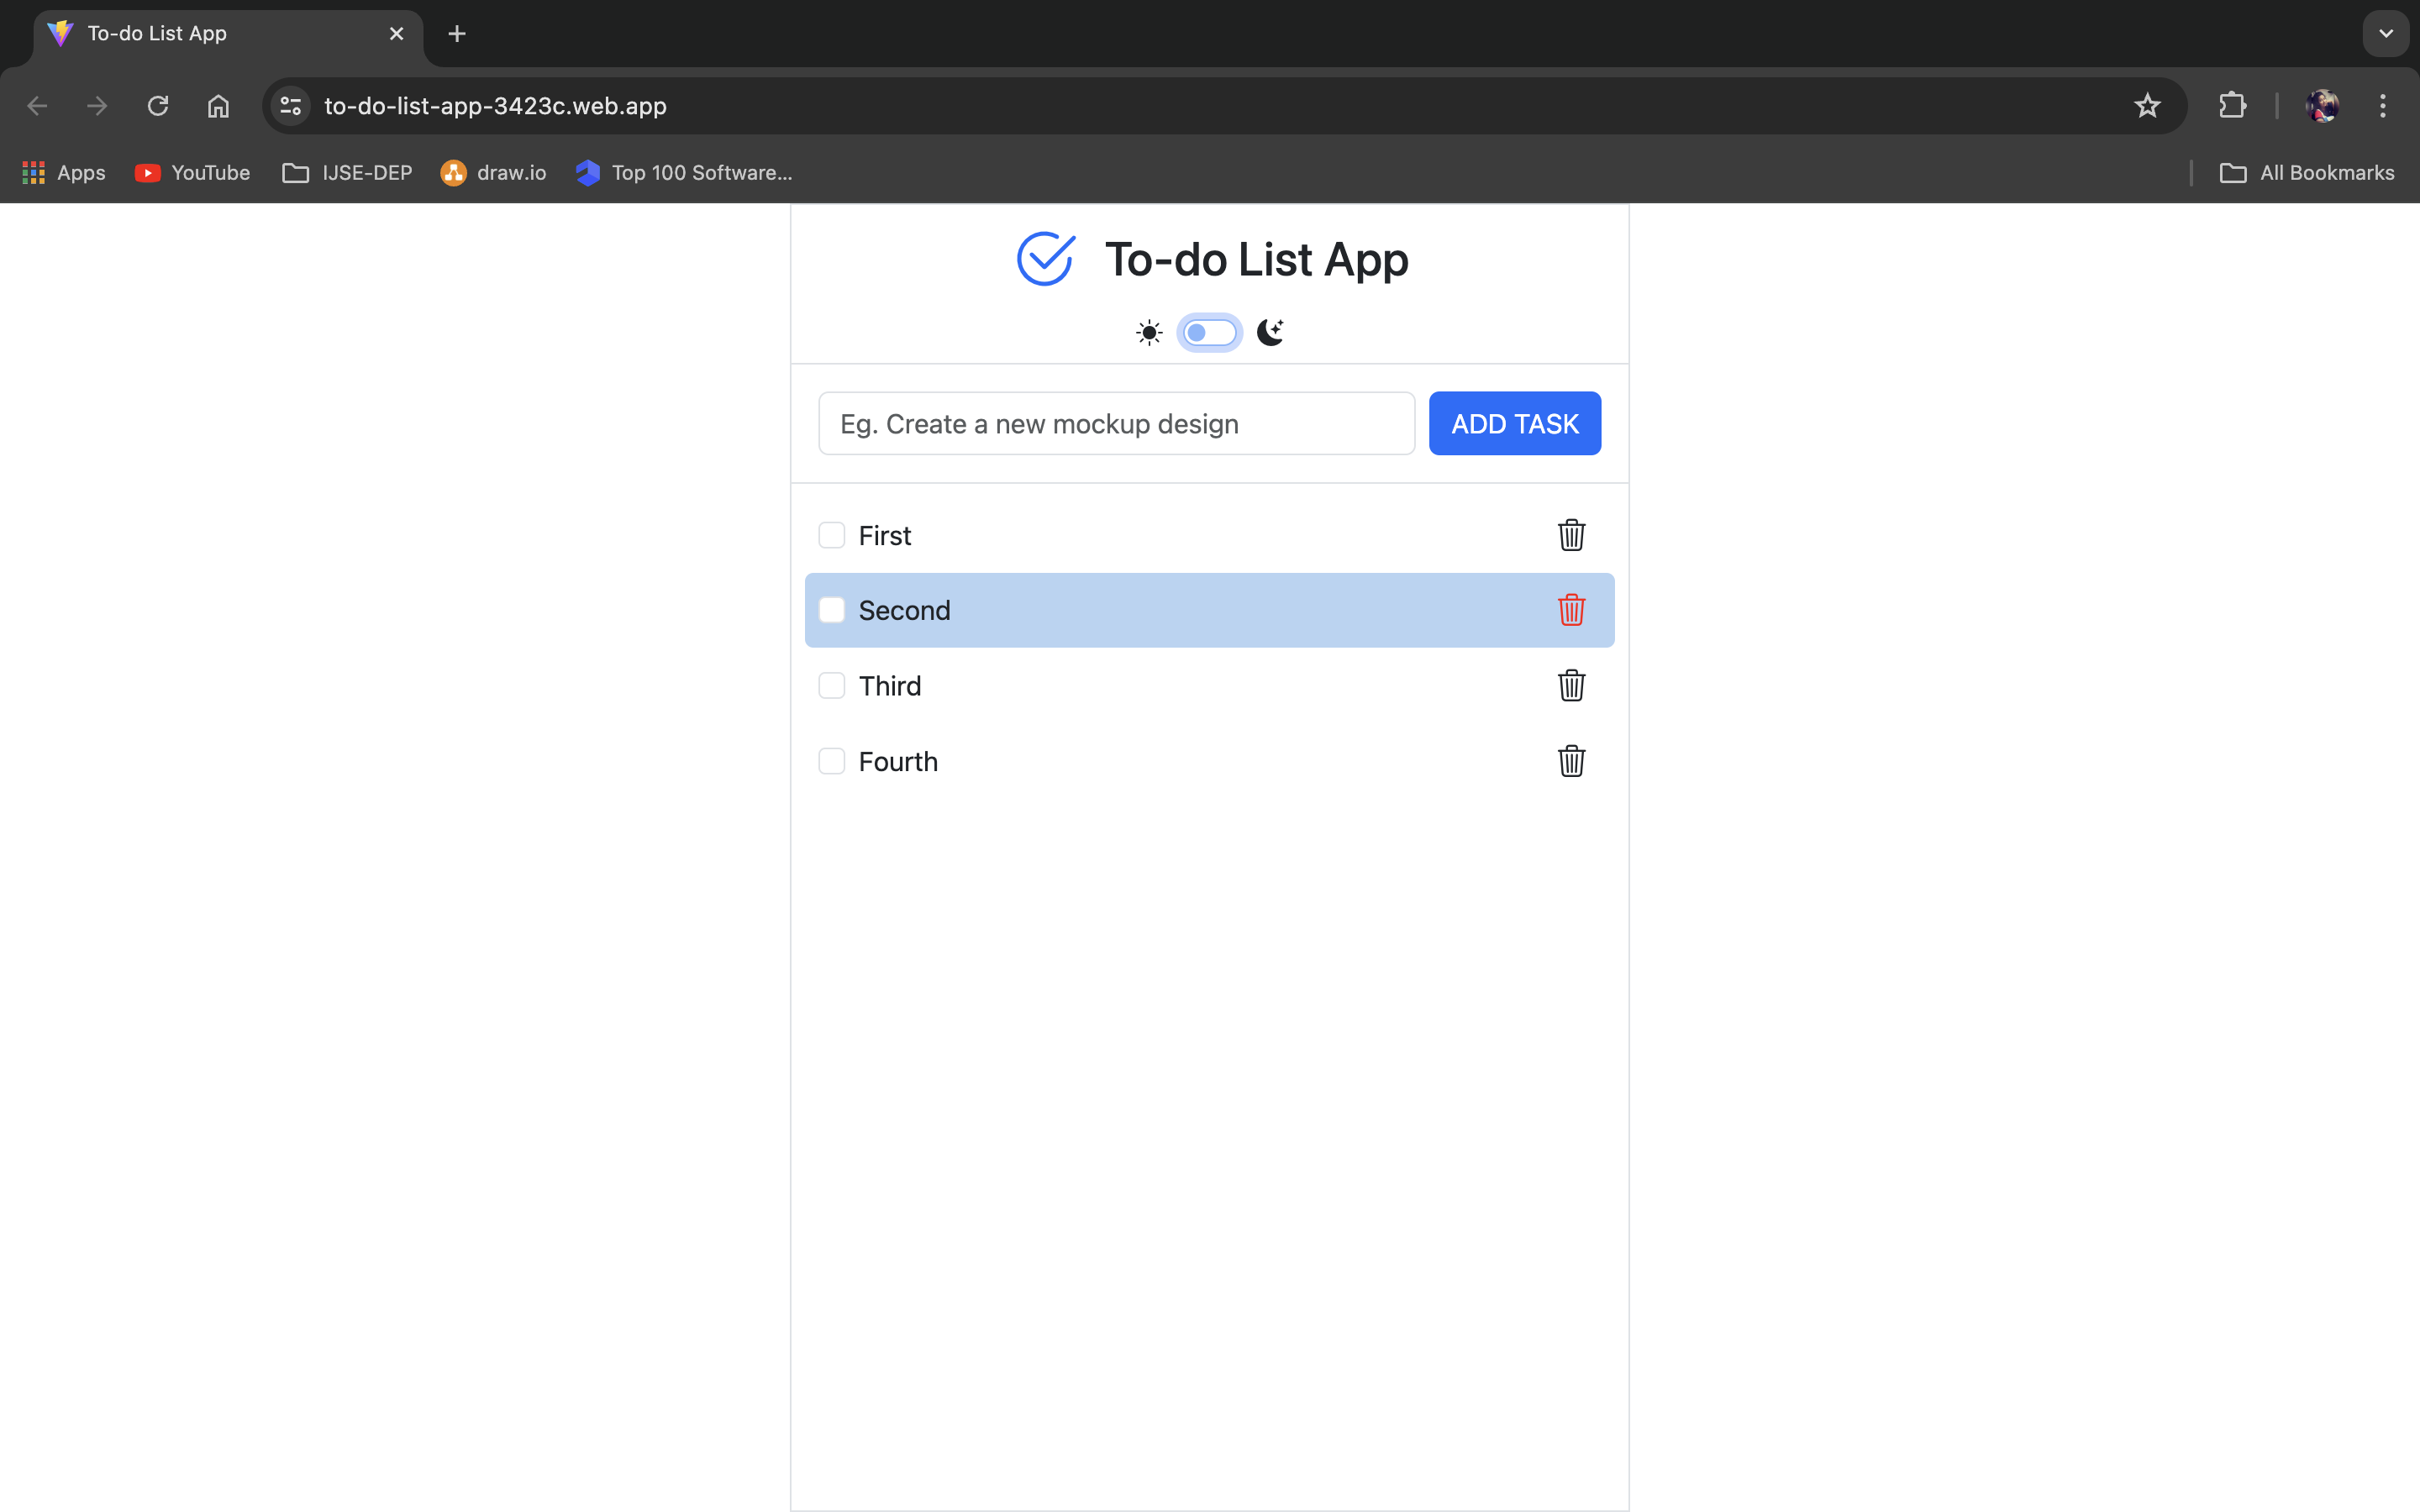 To-do List App
to-do-list-app-3423c.web.app
Apps YouTube IJSE-DEP draw.io Top 100 Software... All Bookmarks
To-do List App
Eg. Create a new mockup design ADD TASK
First
Second
Third
Fourth